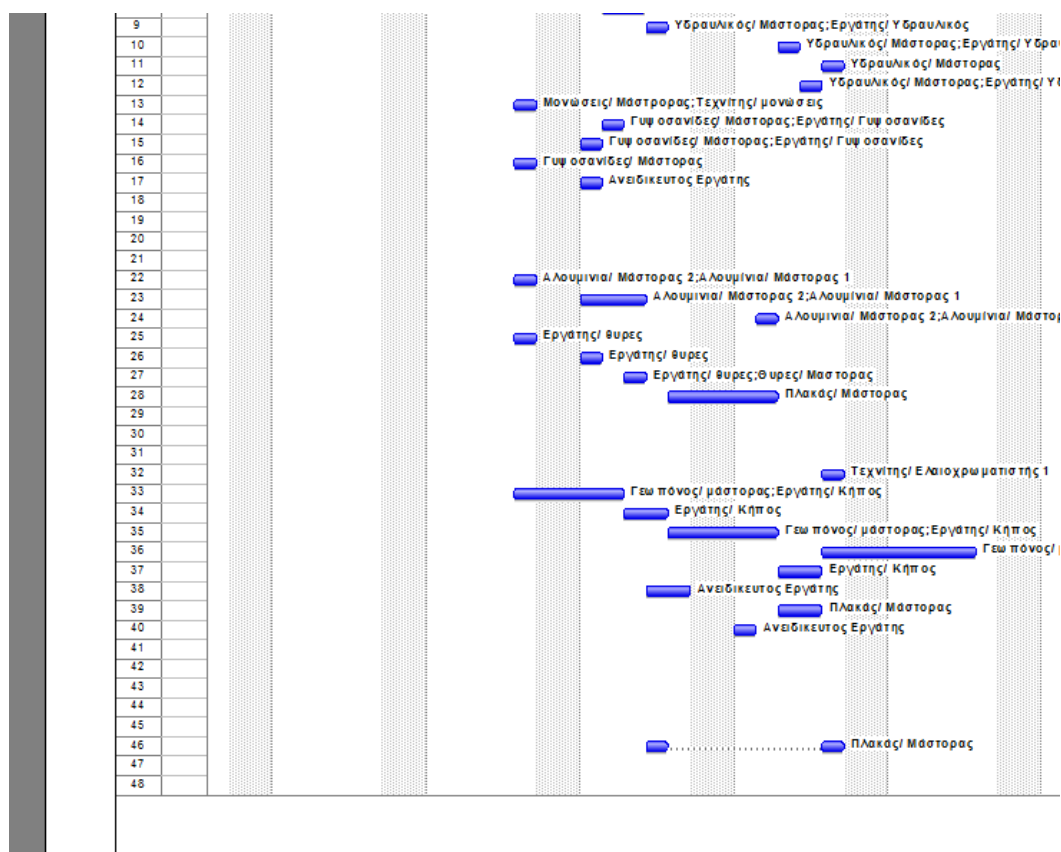 9 Υδραυλικός/ Μάστορας;Εργάτης/ Υδραυλικός
10 Υδραυλικός/ Μάστορας;Εργάτης/ Υδραυ
11 Υδραυλικός/ Μάστορας
12 Υδραυλικός/ Μάστορας;Εργάτης/ Υδ
13 Μονώσεις/ Μάστρορας;Τεχνίτης/ μονώσεις
14 Γυψοσανίδες/ Μάστορας;Εργάτης/ Γυψοσανίδες
15 Γυψοσανίδες/ Μάστορας;Εργάτης/ Γυψοσανίδες
16 Γυψοσανίδες/ Μάστορας
17 Ανειδικευτος Εργάτης
18
19
20
21
22 Αλουμινια/ Μάστορας 2;Αλουμίνια/ Μάστορας 1
23 Αλουμινια/ Μάστορας 2;Αλουμίνια/ Μάστορας 1
24 Αλουμινια/ Μάστορας 2;Αλουμίνια/ Μάστορ
25 Εργάτης/ θυρες
26 Εργάτης/ θυρες
27 Εργάτης/ θυρες;Θυρες/ Μαστορας
28 Πλακάς/ Μάστορας
29
30
31
32 Τεχνίτης/ Ελαιοχρωματιστής 1
33 Γεωπόνος/ μάστορας;Εργάτης/ Κήπος
34 Εργάτης/ Κήπος
35 Γεωπόνος/ μάστορας;Εργάτης/ Κήπος
36 Γεωπόνος/
37 Εργάτης/ Κήπος
38 Ανειδικευτος Εργάτης
39 Πλακάς/ Μάστορας
40 Ανειδικευτος Εργάτης
41
42
43
44
45
46 Πλακάς/ Μάστορας
47
48